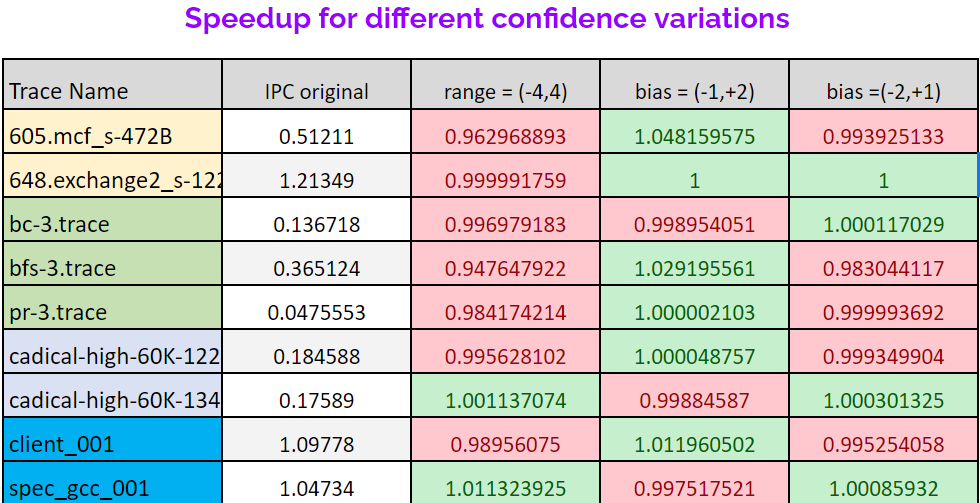 Speedup for different confidence variations
Trace Name IPC original range = (-4,4) bias = (-1,+2) bias =(-2,+1)
605.mcf_s-472B 0.51211 0.962968893 1.048159575 0.993925133
648.exchange2_s-122 1.21349 0.999991759 1 1
bc-3.trace 0.136718 0.996979183 0.998954051 1.000117029
bfs-3.trace 0.365124 0.947647922 1.029195561 0.983044117
pr-3.trace 0.0475553 0.984174214 1.000002103 0.999993692
cadical-high-60K-122 0.184588 0.995628102 1.000048757 0.999349904
cadical-high-60K-134 0.17589 1.001137074 0.99884587 1.000301325
client_001 1.09778 0.98956075 1.011960502 0.995254058
spec_gcc_001 1.04734 1.011323925 0.997517521 1.00085932